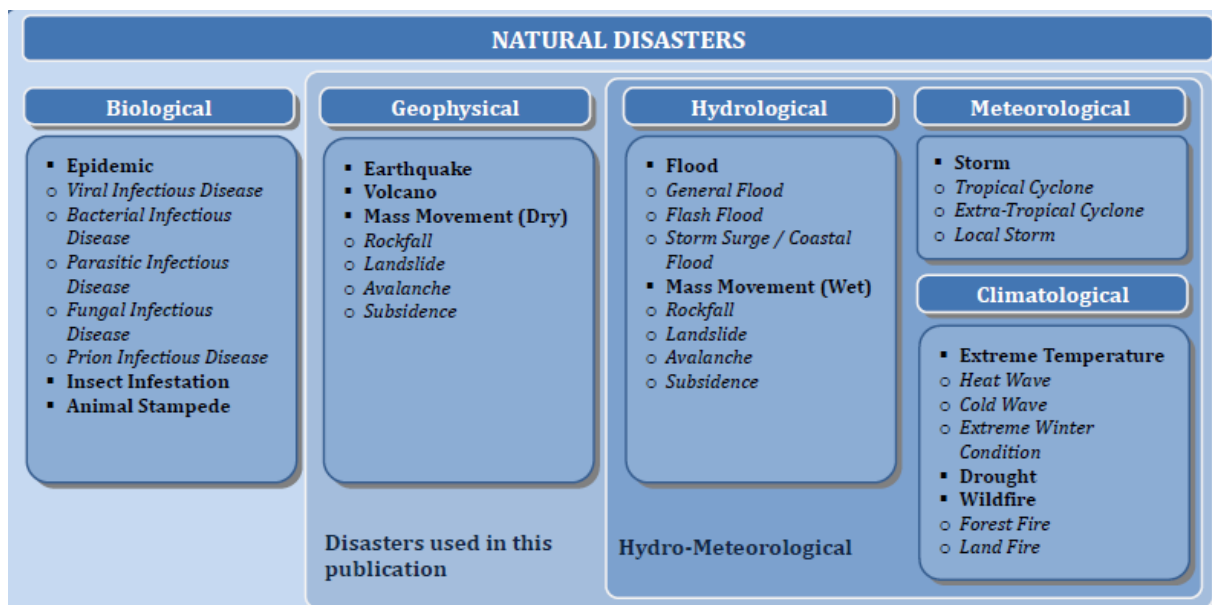 NATURAL DISASTERS
Biological
▪ Epidemic
o Viral Infectious Disease
o Bacterial Infectious
Disease
o Parasitic Infectious
Disease
o Fungal Infectious
Disease
o Prion Infectious Disease
▪ Insect Infestation
▪ Animal Stampede
Geophysical
▪ Earthquake
▪ Volcano
▪ Mass Movement (Dry)
o Rockfall
o Landslide
o Avalanche
o Subsidence
Disasters used in this
publication
Hydrological
▪ Flood
o General Flood
o Flash Flood
o Storm Surge / Coastal
Flood
▪ Mass Movement (Wet)
o Rockfall
o Landslide
o Avalanche
o Subsidence
Hydro-Meteorological
Meteorological
▪ Storm
o Tropical Cyclone
o Extra-Tropical Cyclone
o Local Storm
Climatological
▪ Extreme Temperature
o Heat Wave
o Cold Wave
o Extreme Winter
Condition
▪ Drought
▪ Wildfire
o Forest Fire
o Land Fire